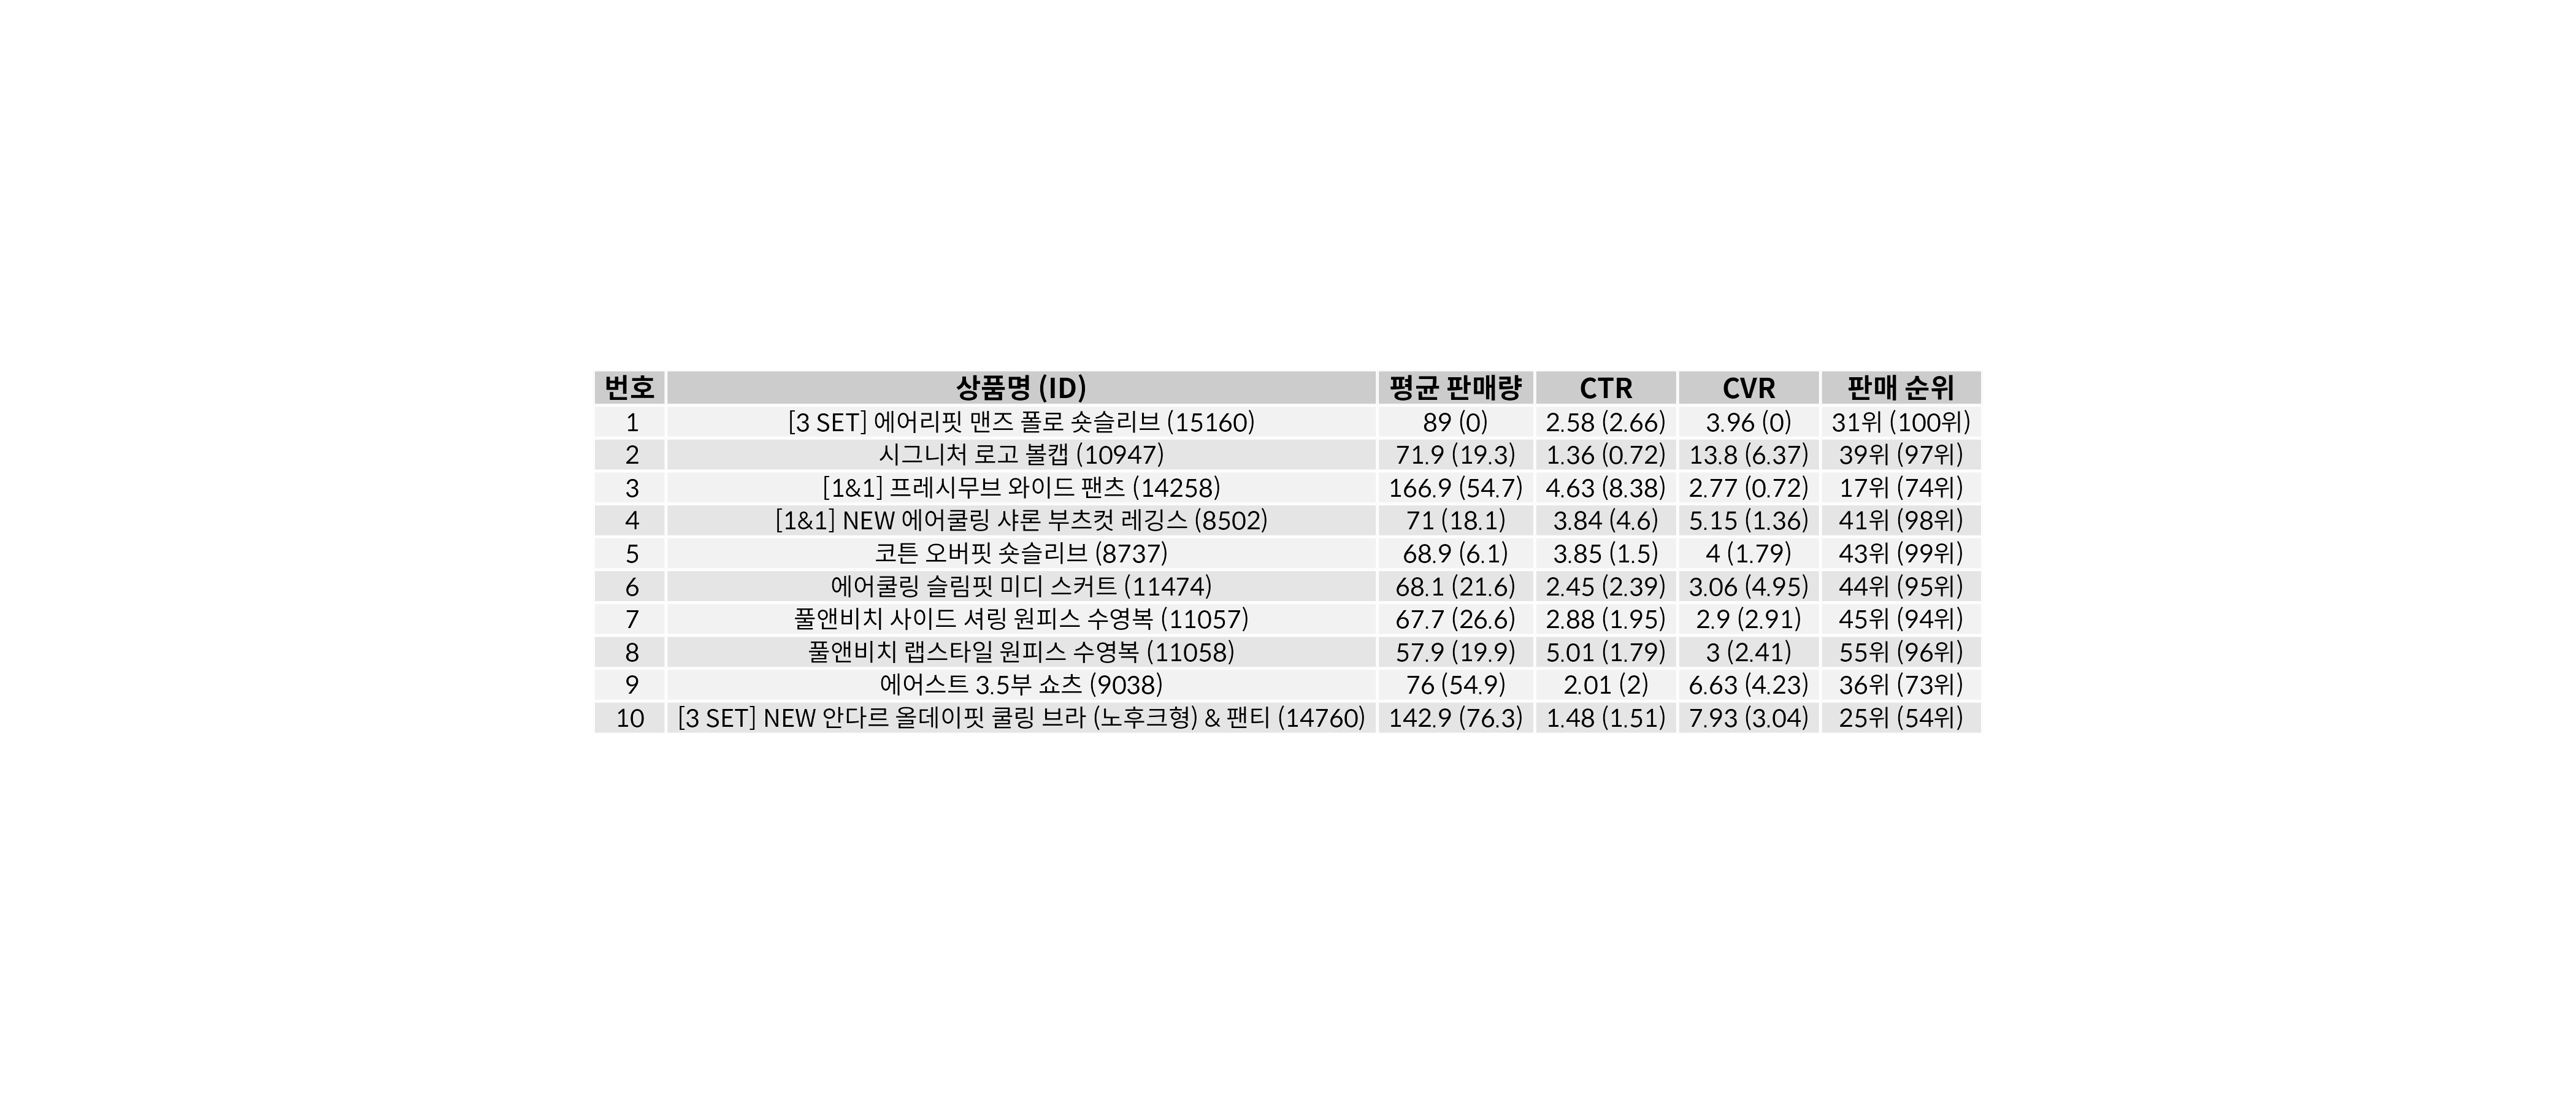 번호 상품명 (ID) 평균 판매량 CTR CVR 판매 순위
1 [3 SET] 에어리핏 맨즈 폴로 숏슬리브 (15160) 89 (0) 2.58 (2.66) 3.96 (0) 31위 (100위)
2 시그니처 로고 볼캡 (10947) 71.9 (19.3) 1.36 (0.72) 13.8 (6.37) 39위 (97위)
3 [1&1] 프레시무브 와이드 팬츠 (14258) 166.9 (54.7) 4.63 (8.38) 2.77 (0.72) 17위 (74위)
4 [1&1] NEW 에어쿨링 샤론 부츠컷 레깅스 (8502) 71 (18.1) 3.84 (4.6) 5.15 (1.36) 41위 (98위)
5 코튼 오버핏 숏슬리브 (8737) 68.9 (6.1) 3.85 (1.5) 4 (1.79) 43위 (99위)
6 에어쿨링 슬림핏 미디 스커트 (11474) 68.1 (21.6) 2.45 (2.39) 3.06 (4.95) 44위 (95위)
7 풀앤비치 사이드 셔링 원피스 수영복 (11057) 67.7 (26.6) 2.88 (1.95) 2.9 (2.91) 45위 (94위)
8 풀앤비치 랩스타일 원피스 수영복 (11058) 57.9 (19.9) 5.01 (1.79) 3 (2.41) 55위 (96위)
9 에어스트 3.5부 쇼츠 (9038) 76 (54.9) 2.01 (2) 6.63 (4.23) 36위 (73위)
10 [3 SET] NEW 안다르 올데이핏 쿨링 브라 (노후크형) & 팬티 (14760) 142.9 (76.3) 1.48 (1.51) 7.93 (3.04) 25위 (54위)